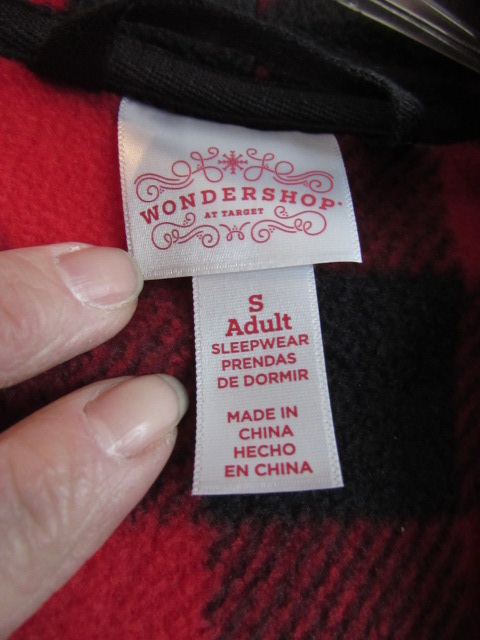 WONDERSHOP
AT TARGET
S
Adult
SLEEPWEAR
PRENDAS
DE DORMIR
MADE IN
CHINA
HECHO
EN CHINA